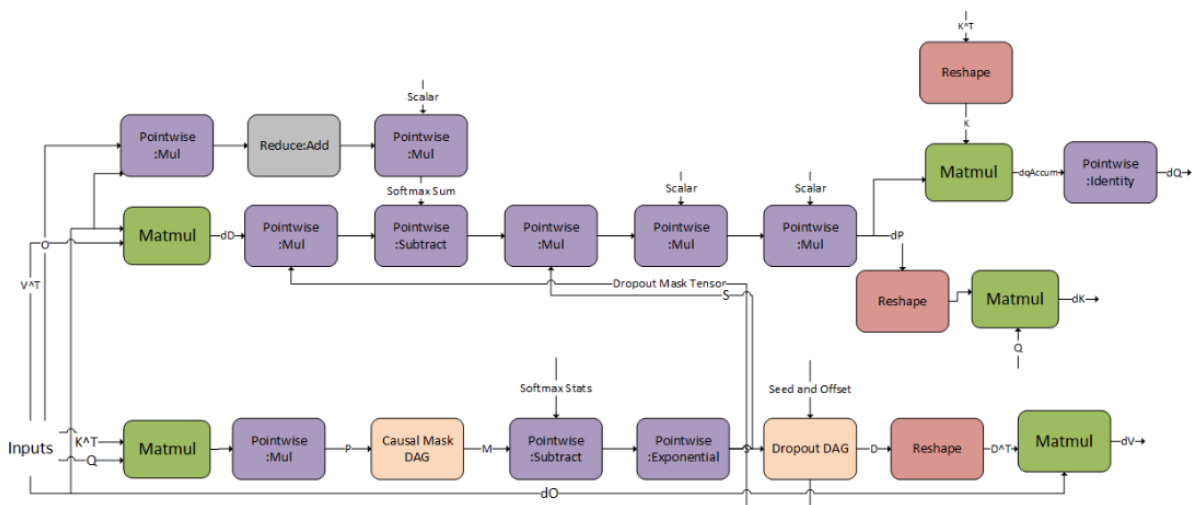 K^T
Reshape
K
Scalar
Pointwise
:Mul
Reduce:Add
Pointwise
:Mul
Matmul
dqAccum
Pointwise
:Identity
dQ
Softmax Sum
Scalar
Scalar
O
V^T
Matmul
dD
Pointwise
:Mul
Pointwise
:Subtract
Pointwise
:Mul
Pointwise
:Mul
Pointwise
:Mul
dP
Dropout Mask Tensor
S
Reshape
Matmul
dK
Q
Softmax Stats
Seed and Offset
Inputs
K^T
Q
Matmul
Pointwise
:Mul
P
Causal Mask
DAG
M
Pointwise
:Subtract
Pointwise
:Exponential
S
Dropout DAG
D
Reshape
D^T
Matmul
dV
dO